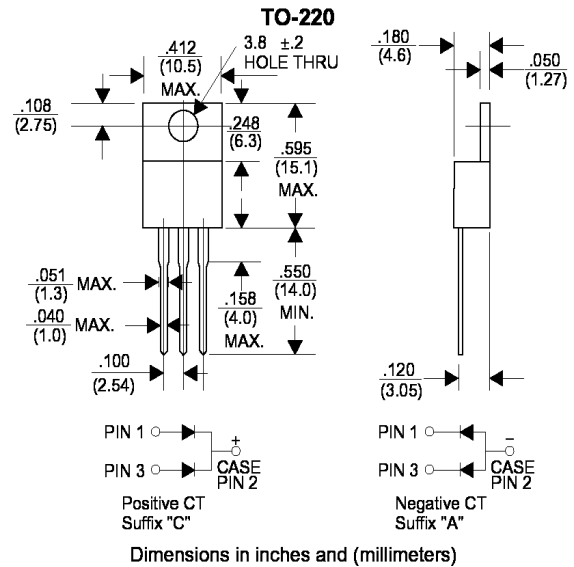 TO-220
.412
(10.5)
MAX.
3.8 ±.2
HOLE THRU
.180
(4.6)
.050
(1.27)
.108
(2.75)
.248
(6.3)
.595
(15.1)
MAX.
.051
(1.3)
MAX.
.040
(1.0)
MAX.
.158
(4.0)
MAX.
.550
(14.0)
MIN.
.100
(2.54)
.120
(3.05)
PIN 1
PIN 3
+
CASE
PIN 2
Positive CT
Suffix "C"
PIN 1
PIN 3
−
CASE
PIN 2
Negative CT
Suffix "A"
Dimensions in inches and (millimeters)